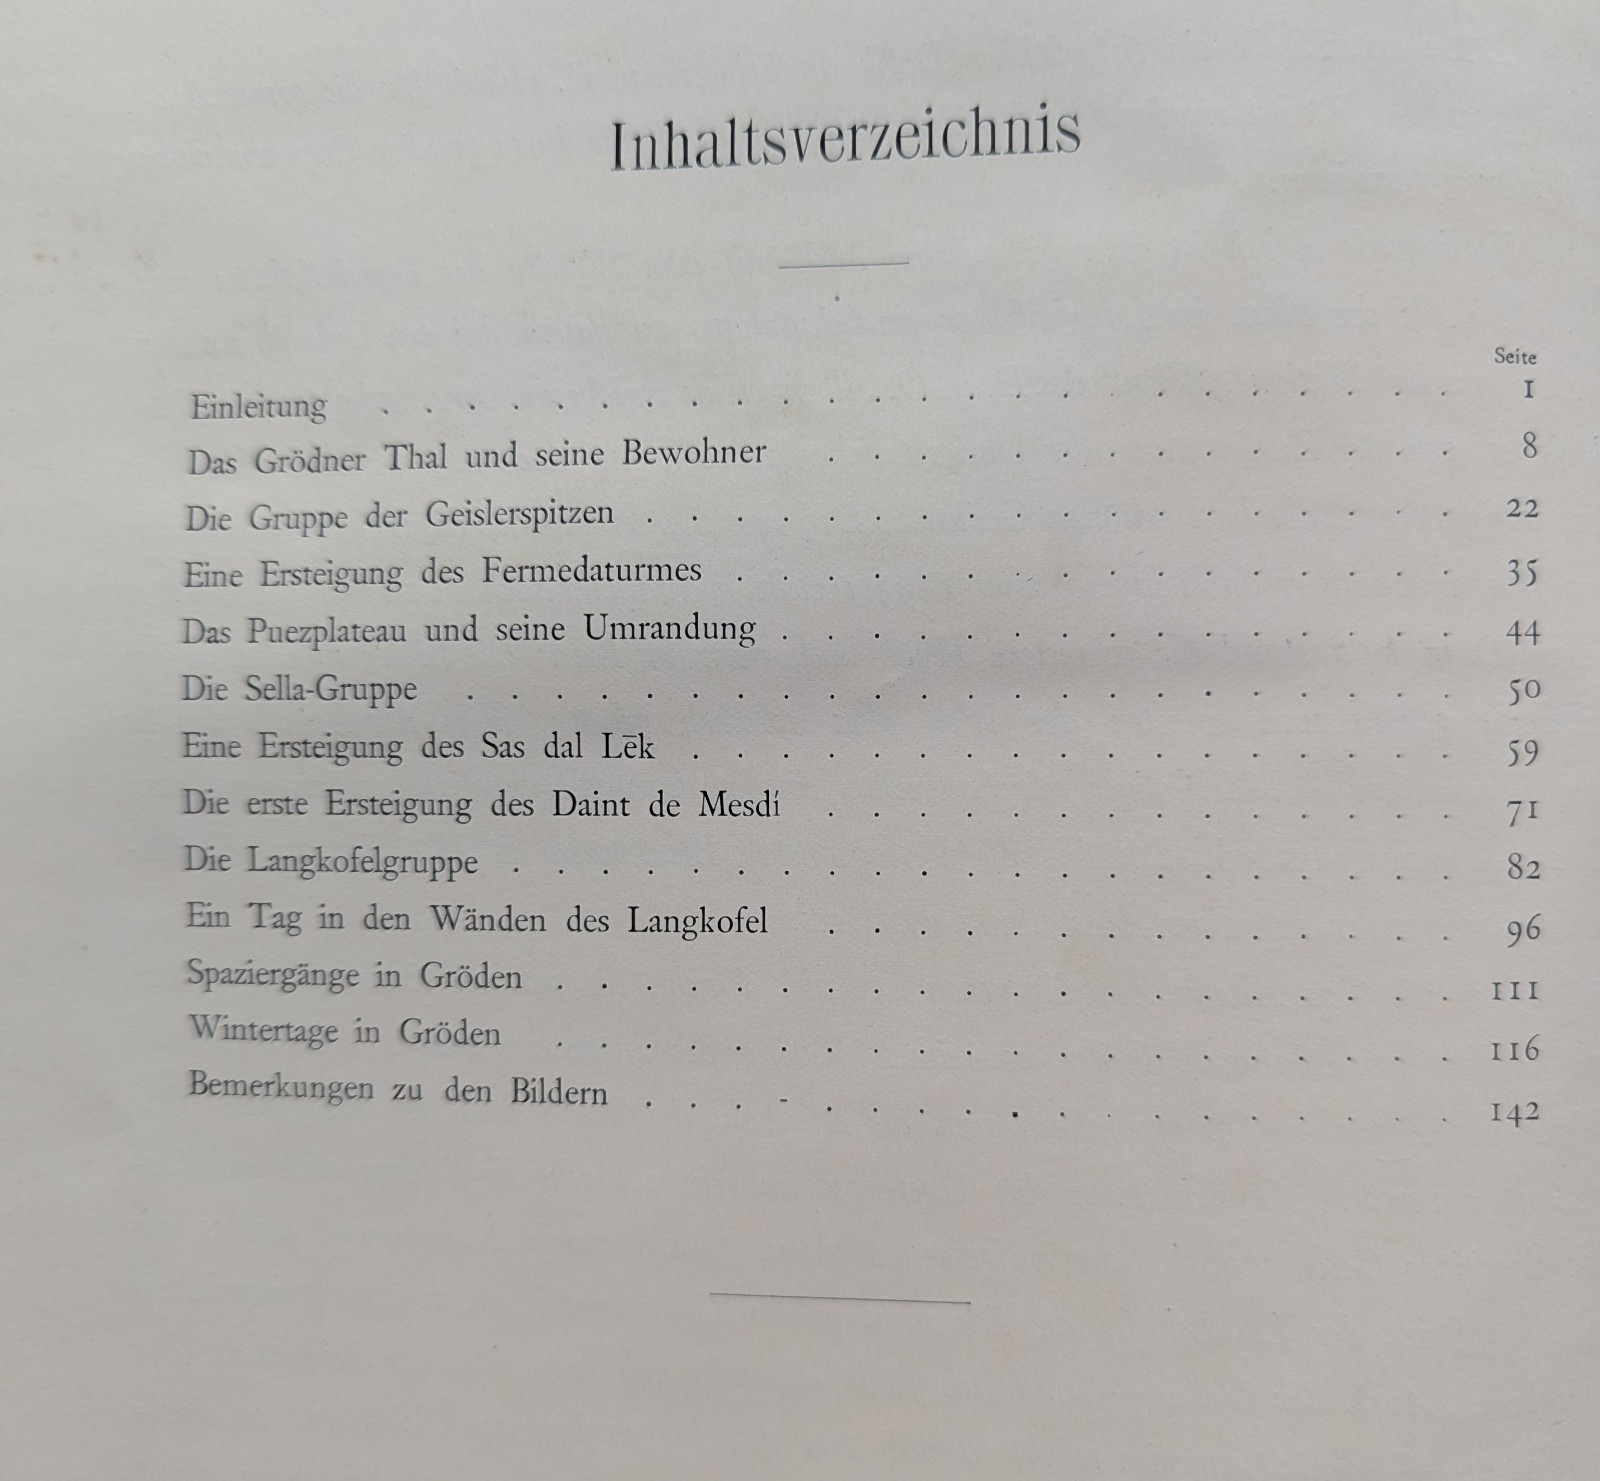 Inhaltsverzeichnis
Seite
Einleitung . . . . . . . . . . . . . . . . . . . . . . . . 1
Das Grödner Thal und seine Bewohner . . . . . . . . . . . . . . 8
Die Gruppe der Geislerspitzen . . . . . . . . . . . . . . . . . . 22
Eine Ersteigung des Fermedaturmes . . . . . . . . . . . . . . . . 35
Das Puezplateau und seine Umrandung . . . . . . . . . . . . . . . 44
Die Sella-Gruppe . . . . . . . . . . . . . . . . . . . . . . 50
Eine Ersteigung des Sas dal Lēk . . . . . . . . . . . . . . . . . 59
Die erste Ersteigung des Daint de Mesdí . . . . . . . . . . . . . . 71
Die Langkofelgruppe . . . . . . . . . . . . . . . . . . . . . 82
Ein Tag in den Wänden des Langkofel . . . . . . . . . . . . . . 96
Spaziergänge in Gröden . . . . . . . . . . . . . . . . . . . . 111
Wintertage in Gröden . . . . . . . . . . . . . . . . . . . . 116
Bemerkungen zu den Bildern . . . . . . . . . . . . . . . . . . 142